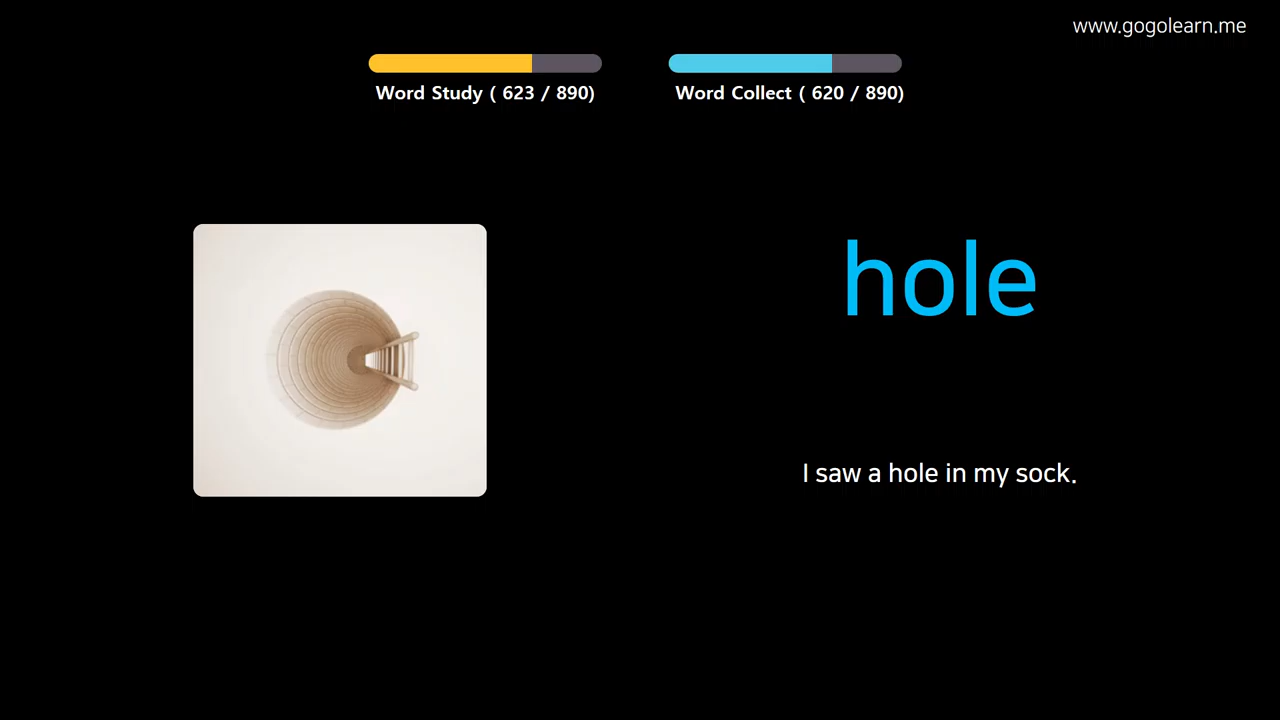 www.gogolearn.me
Word Study ( 623 / 890)
Word Collect ( 620 / 890)
hole
I saw a hole in my sock.